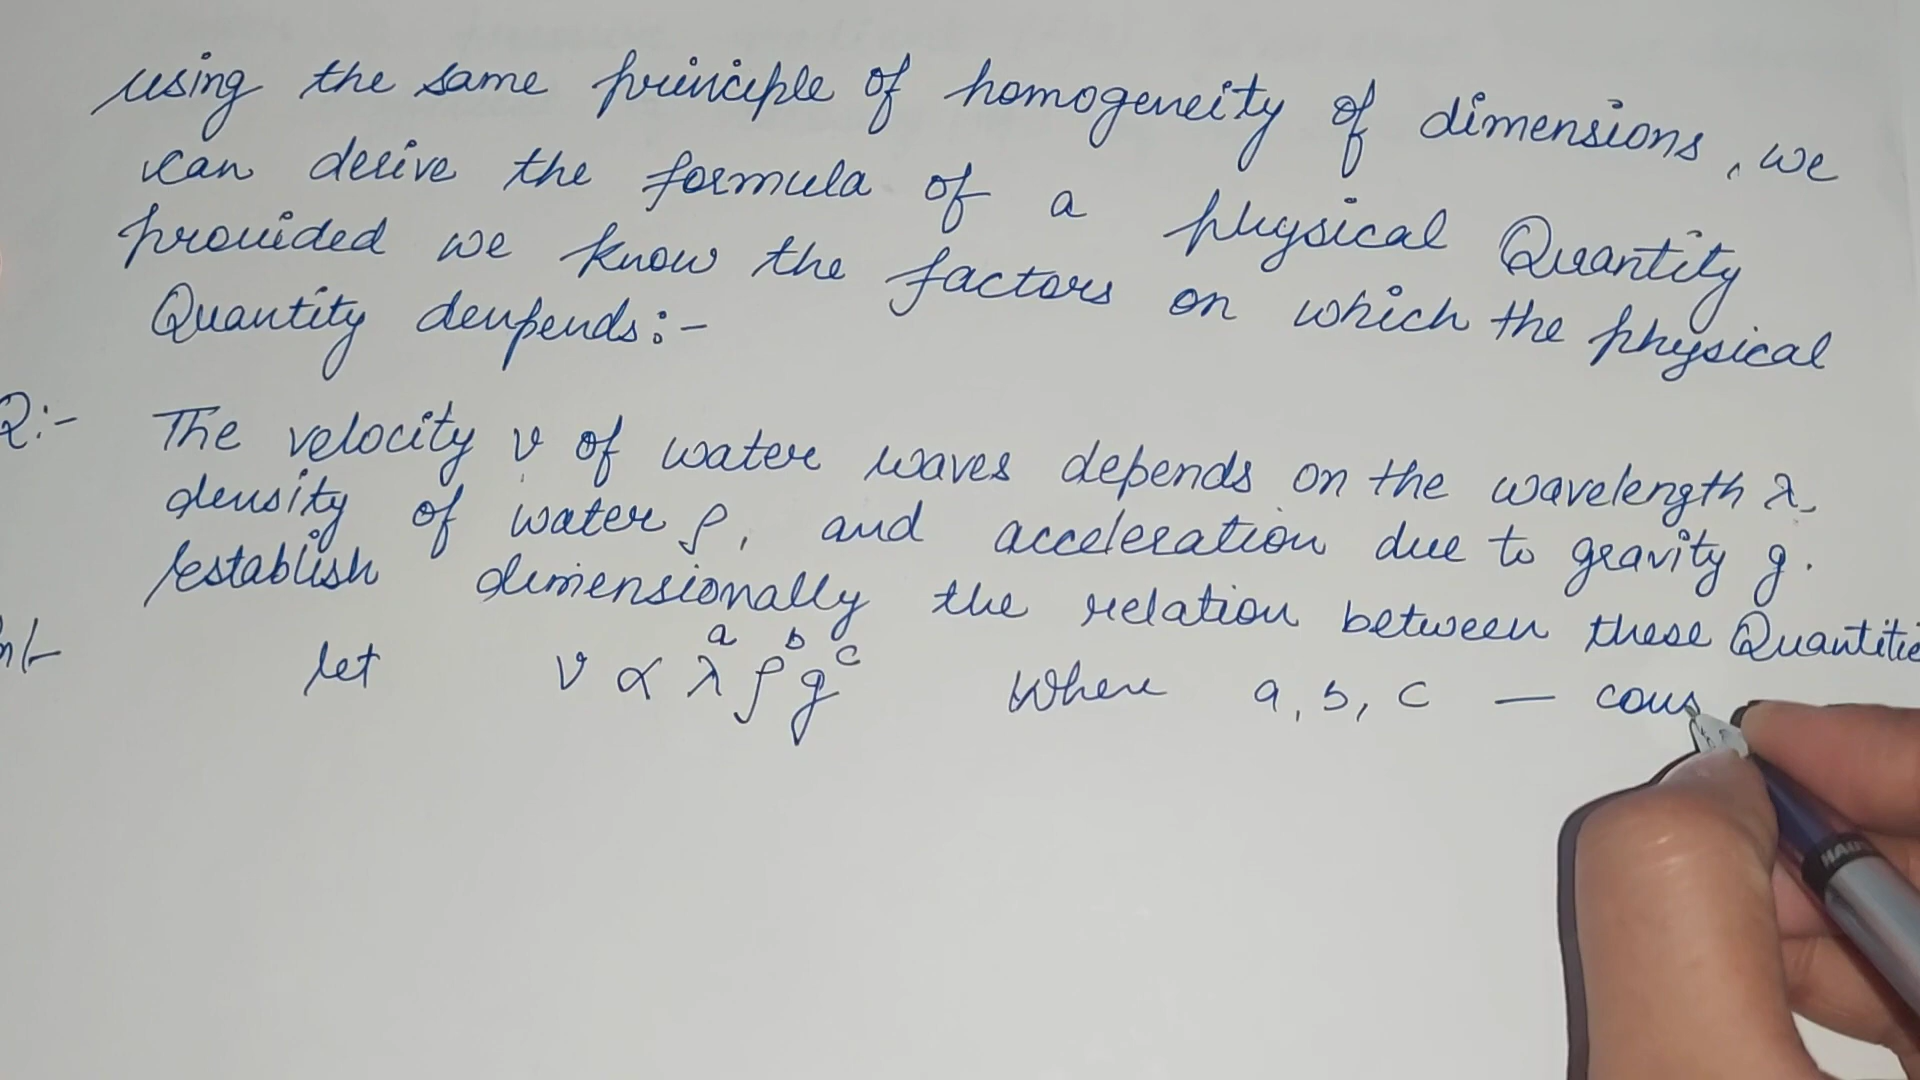 using the same principle of homogeneity of dimensions, we
can derive the formula of a physical Quantity
provided we know the factors on which the physical
Quantity denpends:-
Q:- The velocity v of water waves depends on the wavelength λ,
density of water ρ, and acceleration due to gravity g.
establish dimensionally the relation between these Quantitie
let v ∝ λ^a ρ^b g^c where a, b, c — cons